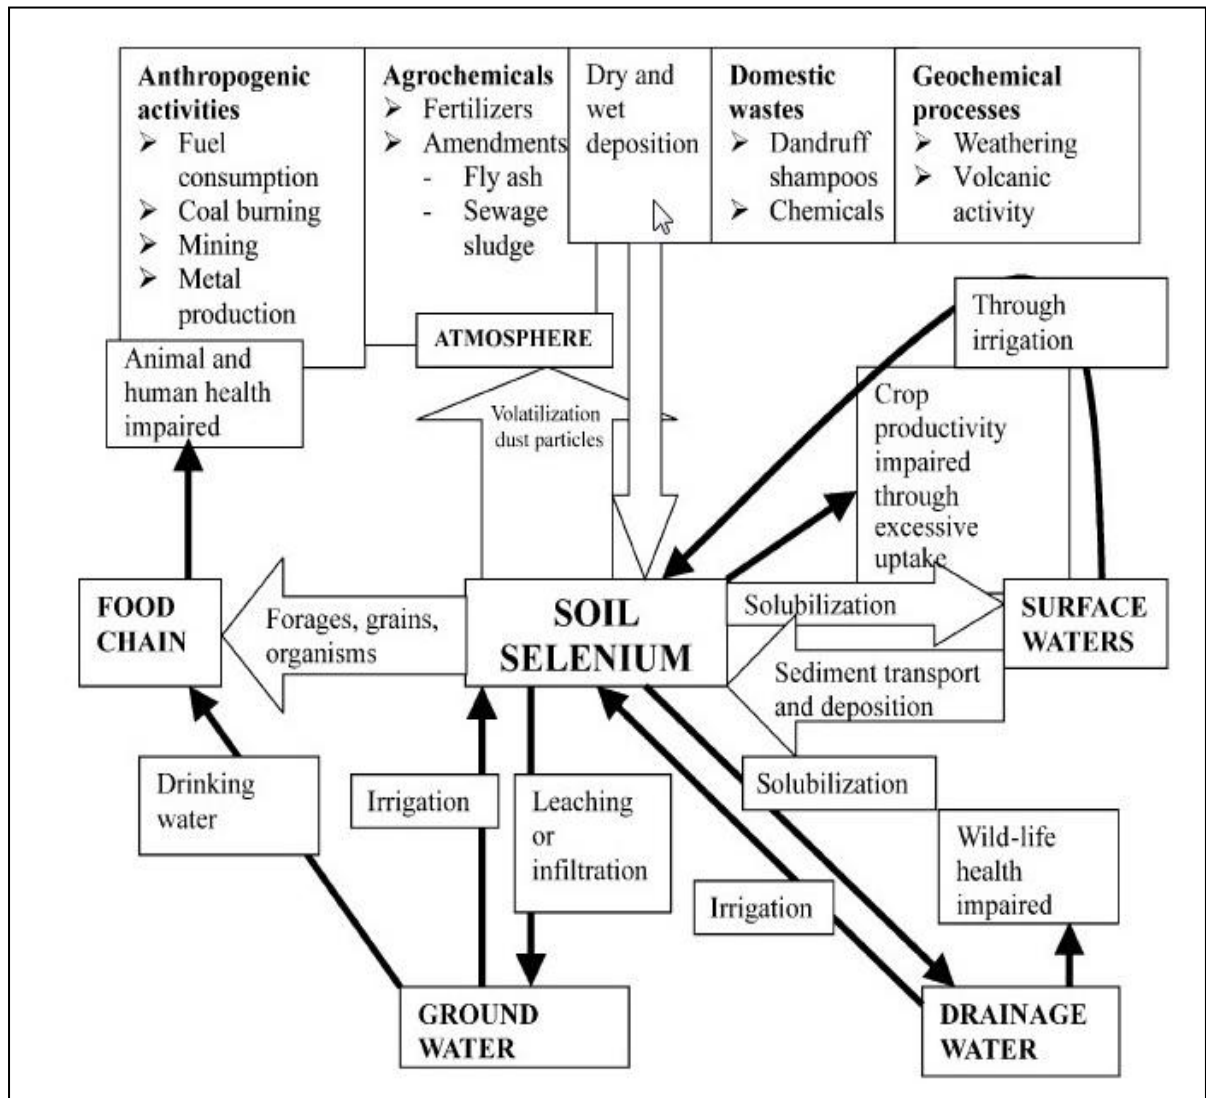 Anthropogenic
activities
➢ Fuel
consumption
➢ Coal burning
➢ Mining
➢ Metal
production
Agrochemicals
➢ Fertilizers
➢ Amendments
- Fly ash
- Sewage
sludge
Dry and
wet
deposition
Domestic
wastes
➢ Dandruff
shampoos
➢ Chemicals
Geochemical
processes
➢ Weathering
➢ Volcanic
activity
Through
irrigation
ATMOSPHERE
Animal and
human health
impaired
Volatilization
dust particles
Crop
productivity
impaired
through
excessive
uptake
FOOD
CHAIN
Forages, grains,
organisms
SOIL
SELENIUM
Solubilization
SURFACE
WATERS
Sediment transport
and deposition
Drinking
water
Irrigation
Leaching
or
infiltration
Solubilization
Irrigation
Wild-life
health
impaired
GROUND
WATER
DRAINAGE
WATER